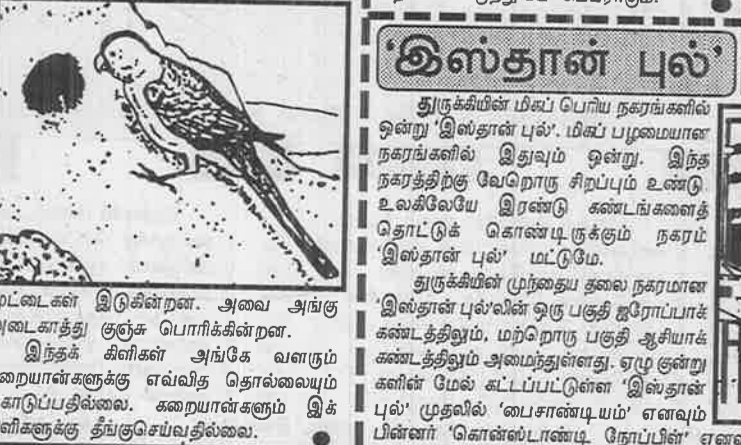 இடுகின்றன. அவை அங்கு
அடைகாத்து குஞ்சு பொரிக்கின்றன.
இந்தக் கிளிகள் அங்கே வளரும்
கறையான்களுக்கு எவ்வித தொல்லையும்
கொடுப்பதில்லை. கறையான்களும் இக்
கிளிகளுக்கு தீங்குசெய்வதில்லை.
‘இஸ்தான் புல்’
துருக்கியின் மிகப் பெரிய நகரங்களில்
ஒன்று ‘இஸ்தான் புல்’. மிகப் பழமையான
நகரங்களில் இதுவும் ஒன்று. இந்த
நகரத்திற்கு வேறொரு சிறப்பும் உண்டு.
உலகிலேயே இரண்டு கண்டங்களைத்
தொட்டுக் கொண்டிருக்கும் நகரம்
‘இஸ்தான் புல்’ மட்டுமே.
துருக்கியின் முந்தைய தலை நகரமான
‘இஸ்தான் புல்’லின் ஒரு பகுதி ஐரோப்பாக்
கண்டத்திலும், மற்றொரு பகுதி ஆசியாக்
கண்டத்திலும் அமைந்துள்ளது. ஏழு குன்று
களின் மேல் கட்டப்பட்டுள்ள ‘இஸ்தான்
புல்’ முதலில் ‘பைசாண்டியம்’ எனவும்
பின்னர் ‘கொன்ஸ்டாண்டி நோப்பிள்’